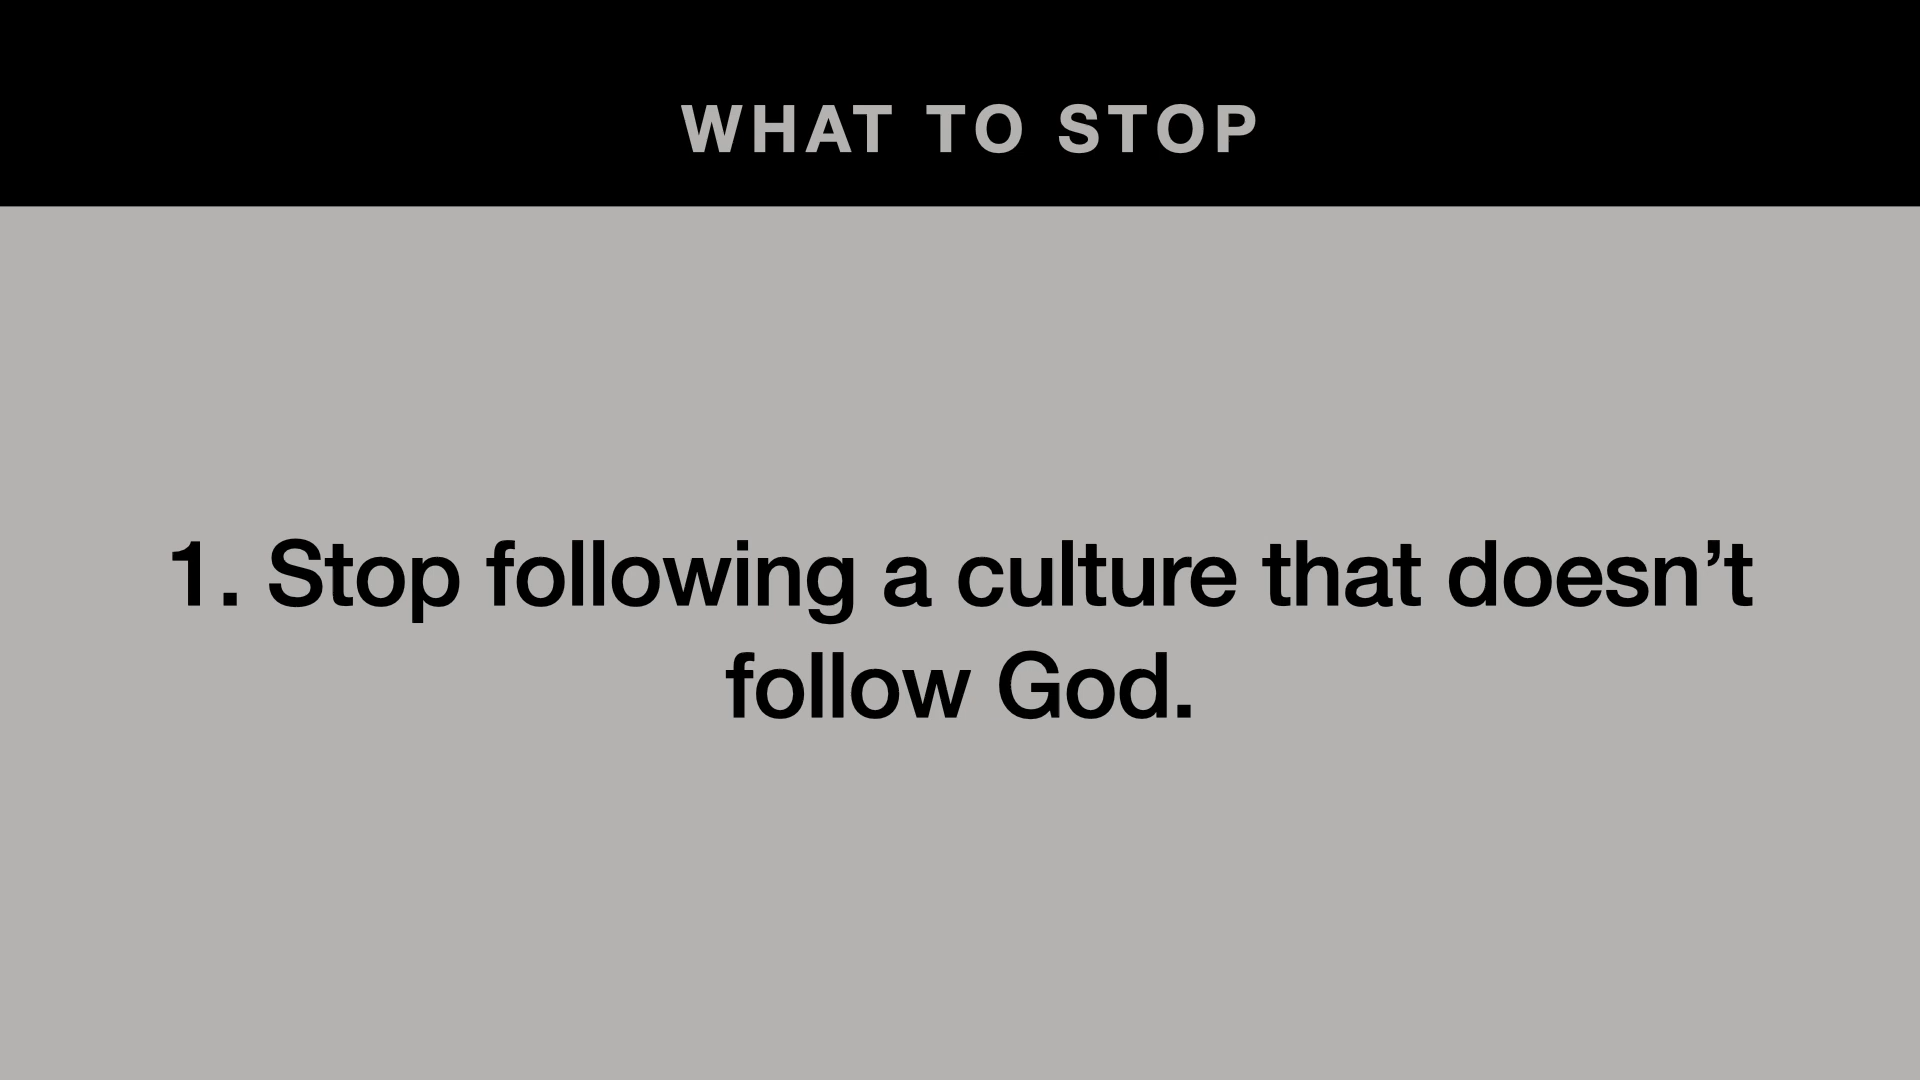 WHAT TO STOP
1. Stop following a culture that doesn’t
follow God.